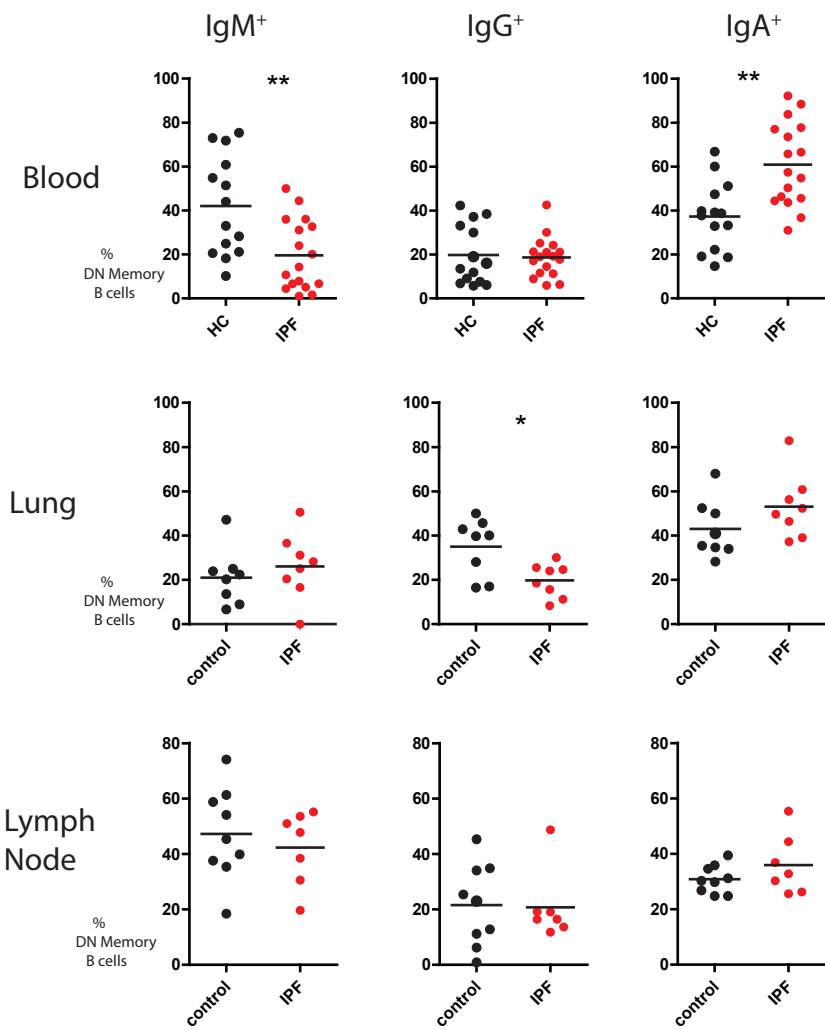 IgM+ IgG+ IgA+
Blood
% DN Memory B cells
100 80 60 40 20 0
**
HC IPF
100 80 60 40 20 0
HC IPF
100 80 60 40 20 0
**
HC IPF
Lung
% DN Memory B cells
100 80 60 40 20 0
control IPF
100 80 60 40 20 0
*
control IPF
100 80 60 40 20 0
control IPF
Lymph
Node
% DN Memory B cells
80 60 40 20 0
control IPF
80 60 40 20 0
control IPF
80 60 40 20 0
control IPF